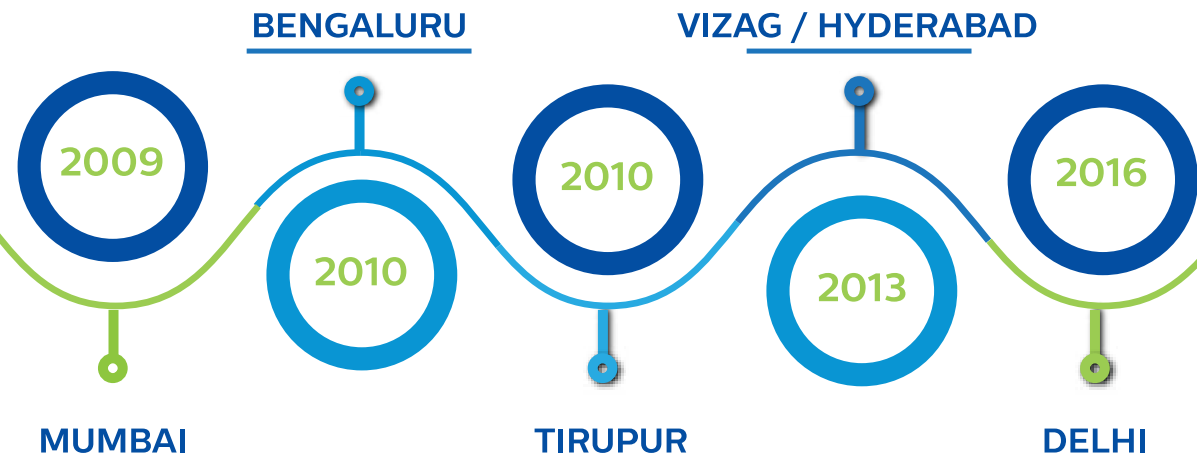 BENGALURU
VIZAG / HYDERABAD
2009
2010
2010
2013
2016
MUMBAI
TIRUPUR
DELHI